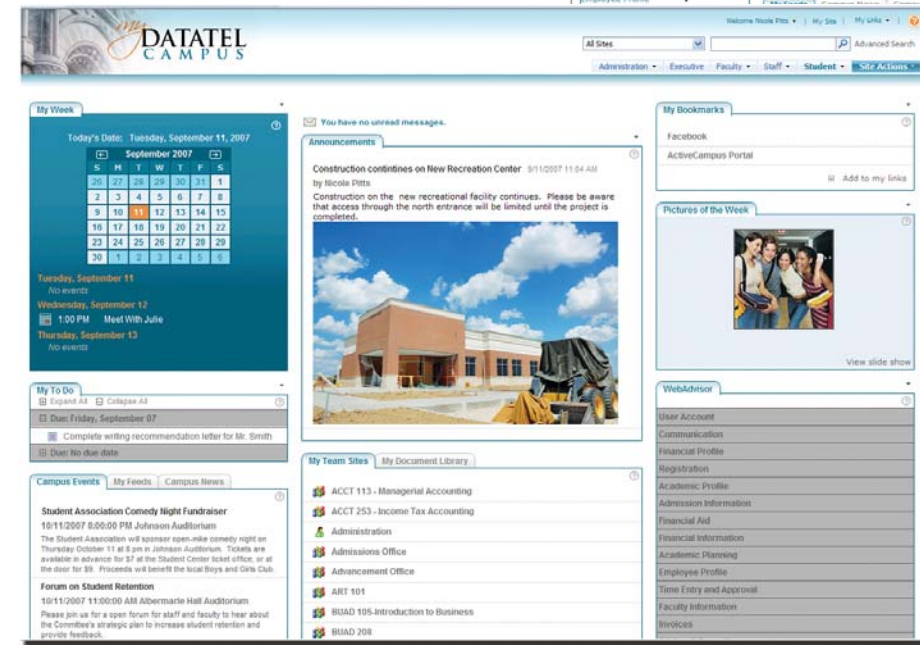 my
DATATEL
CAMPUS
Welcome Nicole Pitts | My Site | My Links
All Sites
Advanced Search
Administration Executive Faculty Staff Student Site Actions
My Week
Today's Date: Tuesday, September 11, 2007
September 2007
S M T W T F S
26 27 28 29 30 31 1
2 3 4 5 6 7 8
9 10 11 12 13 14 15
16 17 18 19 20 21 22
23 24 25 26 27 28 29
30 1 2 3 4 5 6
Tuesday, September 11
No events
Wednesday, September 12
1:00 PM Meet With Julie
Thursday, September 13
No events
My To Do
Expand All Collapse All
Due: Friday, September 07
Complete writing recommendation letter for Mr. Smith
Due: No due date
Campus Events My Feeds Campus News
Student Association Comedy Night Fundraiser
10/11/2007 8:00:00 PM Johnson Auditorium
The Student Association will sponsor open-mike comedy night on
Thursday October 11 at 8 pm in Johnson Auditorium. Tickets are
available in advance for $7 at the Student Center ticket office, or at
the door for $9. Proceeds will benefit the local Boys and Girls Club.
Forum on Student Retention
10/11/2007 11:00:00 AM Albermarle Hall Auditorium
Please join us for a open forum for staff and faculty to hear about
the Committee's strategic plan to increase student retention and
provide feedback.
You have no unread messages.
Announcements
Construction contintines on New Recreation Center 9/11/2007 11:04 AM
by Nicole Pitts
Construction on the new recreational facility continues. Please be aware
that access through the north entrance will be limited until the project is
completed.
My Team Sites My Document Library
ACCT 113 - Managerial Accounting
ACCT 253 - Income Tax Accounting
Administration
Admissions Office
Advancement Office
ART 101
BUAD 105-Introduction to Business
BUAD 208
My Bookmarks
Facebook
ActiveCampus Portal
Add to my links
Pictures of the Week
View slide show
WebAdvisor
User Account
Communication
Financial Profile
Registration
Academic Profile
Admission Information
Financial Aid
Financial Information
Academic Planning
Employee Profile
Time Entry and Approval
Faculty Information
Invoices